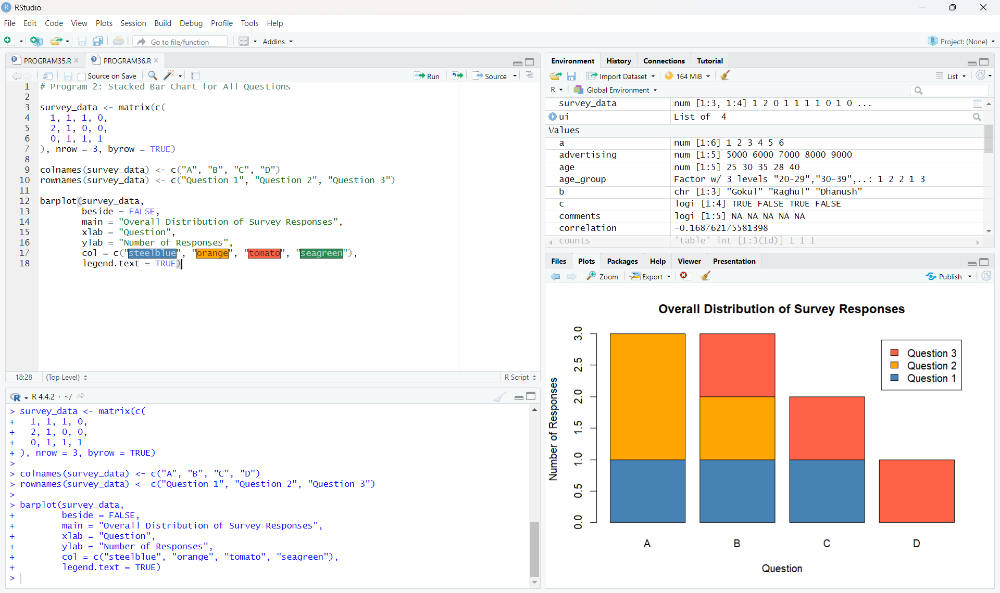 RStudio
File Edit Code View Plots Session Build Debug Profile Tools Help
Go to file/function Addins Project: (None)
PROGRAM35.R PROGRAM36.R
Source on Save Run Source
1 # Program 2: Stacked Bar Chart for All Questions
2
3 survey_data <- matrix(c(
4   1, 1, 1, 0,
5   2, 1, 0, 0,
6   0, 1, 1, 1
7 ), nrow = 3, byrow = TRUE)
8
9 colnames(survey_data) <- c("A", "B", "C", "D")
10 rownames(survey_data) <- c("Question 1", "Question 2", "Question 3")
11
12 barplot(survey_data,
13         beside = FALSE,
14         main = "Overall Distribution of Survey Responses",
15         xlab = "Question",
16         ylab = "Number of Responses",
17         col = c("steelblue", "orange", "tomato", "seagreen"),
18         legend.text = TRUE)
18:28 (Top Level) R Script
R 4.4.2 · ~/
> survey_data <- matrix(c(
+   1, 1, 1, 0,
+   2, 1, 0, 0,
+   0, 1, 1, 1
+ ), nrow = 3, byrow = TRUE)
>
> colnames(survey_data) <- c("A", "B", "C", "D")
> rownames(survey_data) <- c("Question 1", "Question 2", "Question 3")
>
> barplot(survey_data,
+         beside = FALSE,
+         main = "Overall Distribution of Survey Responses",
+         xlab = "Question",
+         ylab = "Number of Responses",
+         col = c("steelblue", "orange", "tomato", "seagreen"),
+         legend.text = TRUE)
>
Environment History Connections Tutorial
Import Dataset 164 MiB List
R Global Environment
survey_data num [1:3, 1:4] 1 2 0 1 1 1 1 0 1 0 ...
ui List of 4
Values
a num [1:6] 1 2 3 4 5 6
advertising num [1:5] 5000 6000 7000 8000 9000
age num [1:5] 25 30 35 28 40
age_group Factor w/ 3 levels "20-29","30-39",..: 1 2 2 1 3
b chr [1:3] "Gokul" "Raghul" "Dhanush"
c logi [1:4] TRUE FALSE TRUE FALSE
comments logi [1:5] NA NA NA NA NA
correlation -0.168762175581398
counts 'table' int [1:3(1d)] 1 1 1
Files Plots Packages Help Viewer Presentation
Zoom Export Publish
Overall Distribution of Survey Responses
Number of Responses
3.0
2.5
2.0
1.5
1.0
0.5
0.0
Question 3
Question 2
Question 1
A B C D
Question